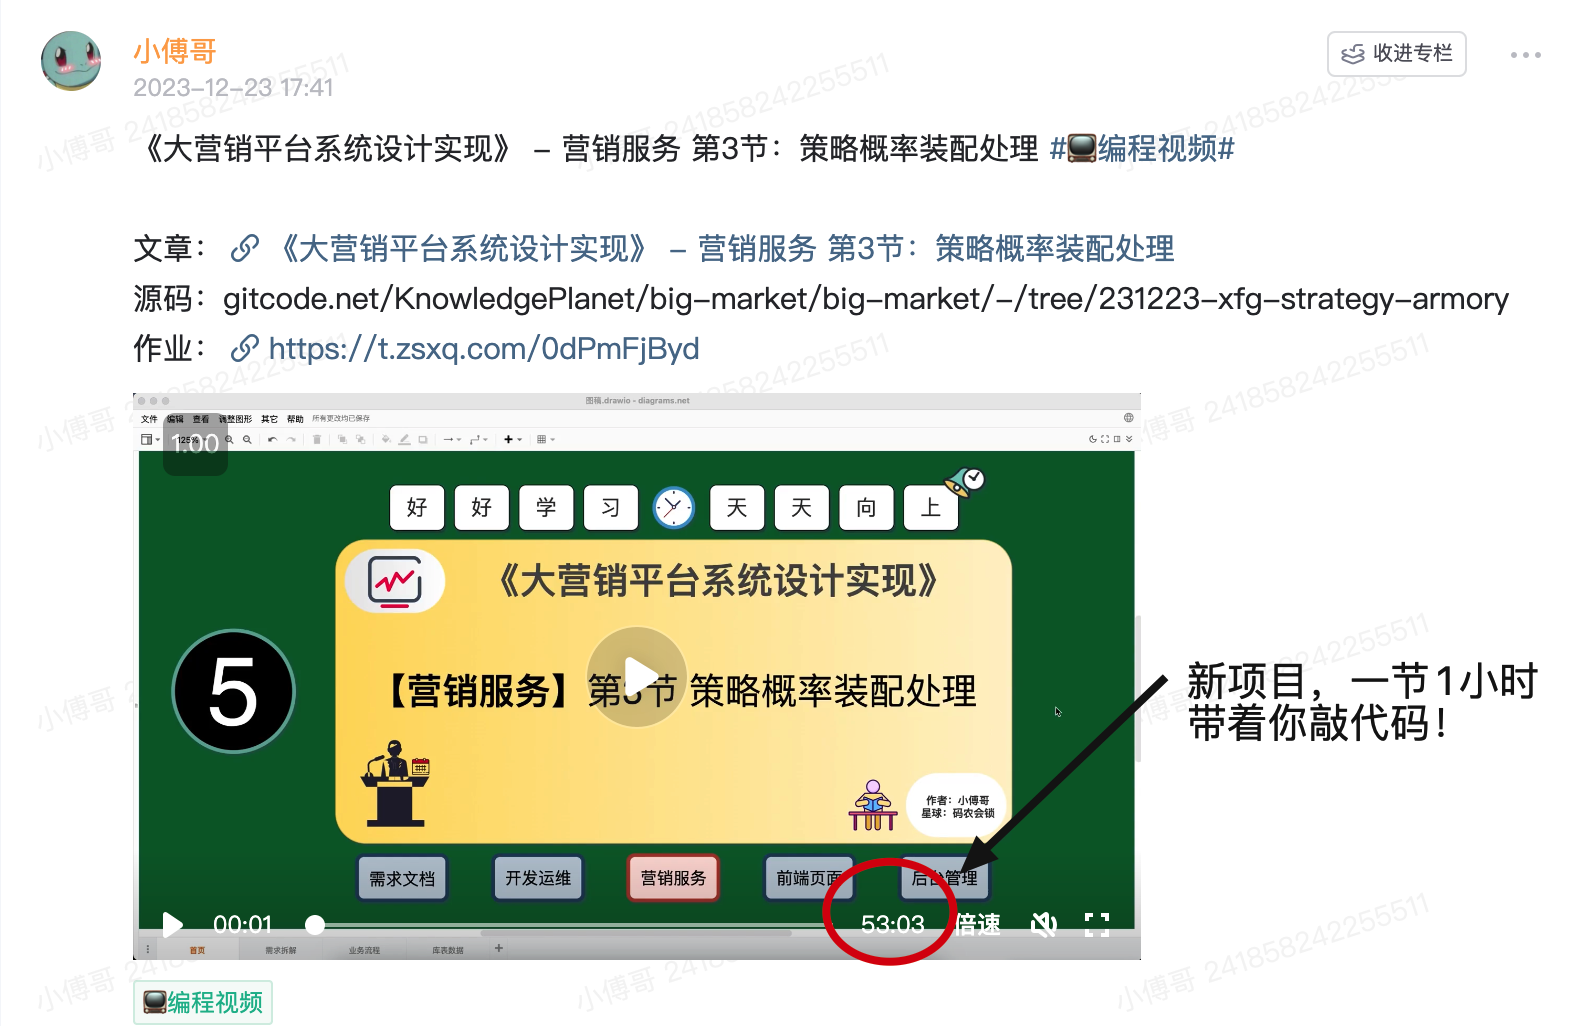 小傅哥
2023-12-23 17:41
收进专栏
《大营销平台系统设计实现》 - 营销服务 第3节：策略概率装配处理 #📺编程视频#
文章：《大营销平台系统设计实现》 - 营销服务 第3节：策略概率装配处理
源码：gitcode.net/KnowledgePlanet/big-market/big-market/-/tree/231223-xfg-strategy-armory
作业：https://t.zsxq.com/0dPmFjByd
图稿.drawio - diagrams.net
文件 编辑 查看 调整图形 其它 帮助 所有更改均已保存
125%
1.00
好 好 学 习 天 天 向 上
《大营销平台系统设计实现》
5
【营销服务】第3节 策略概率装配处理
新项目，一节1小时
带着你敲代码！
作者：小傅哥
星球：码农会锁
需求文档 开发运维 营销服务 前端页面 后台管理
00:01 53:03 倍速
首页 需求拆解 业务流程 库表数据
📺编程视频
小傅哥 241858242255511